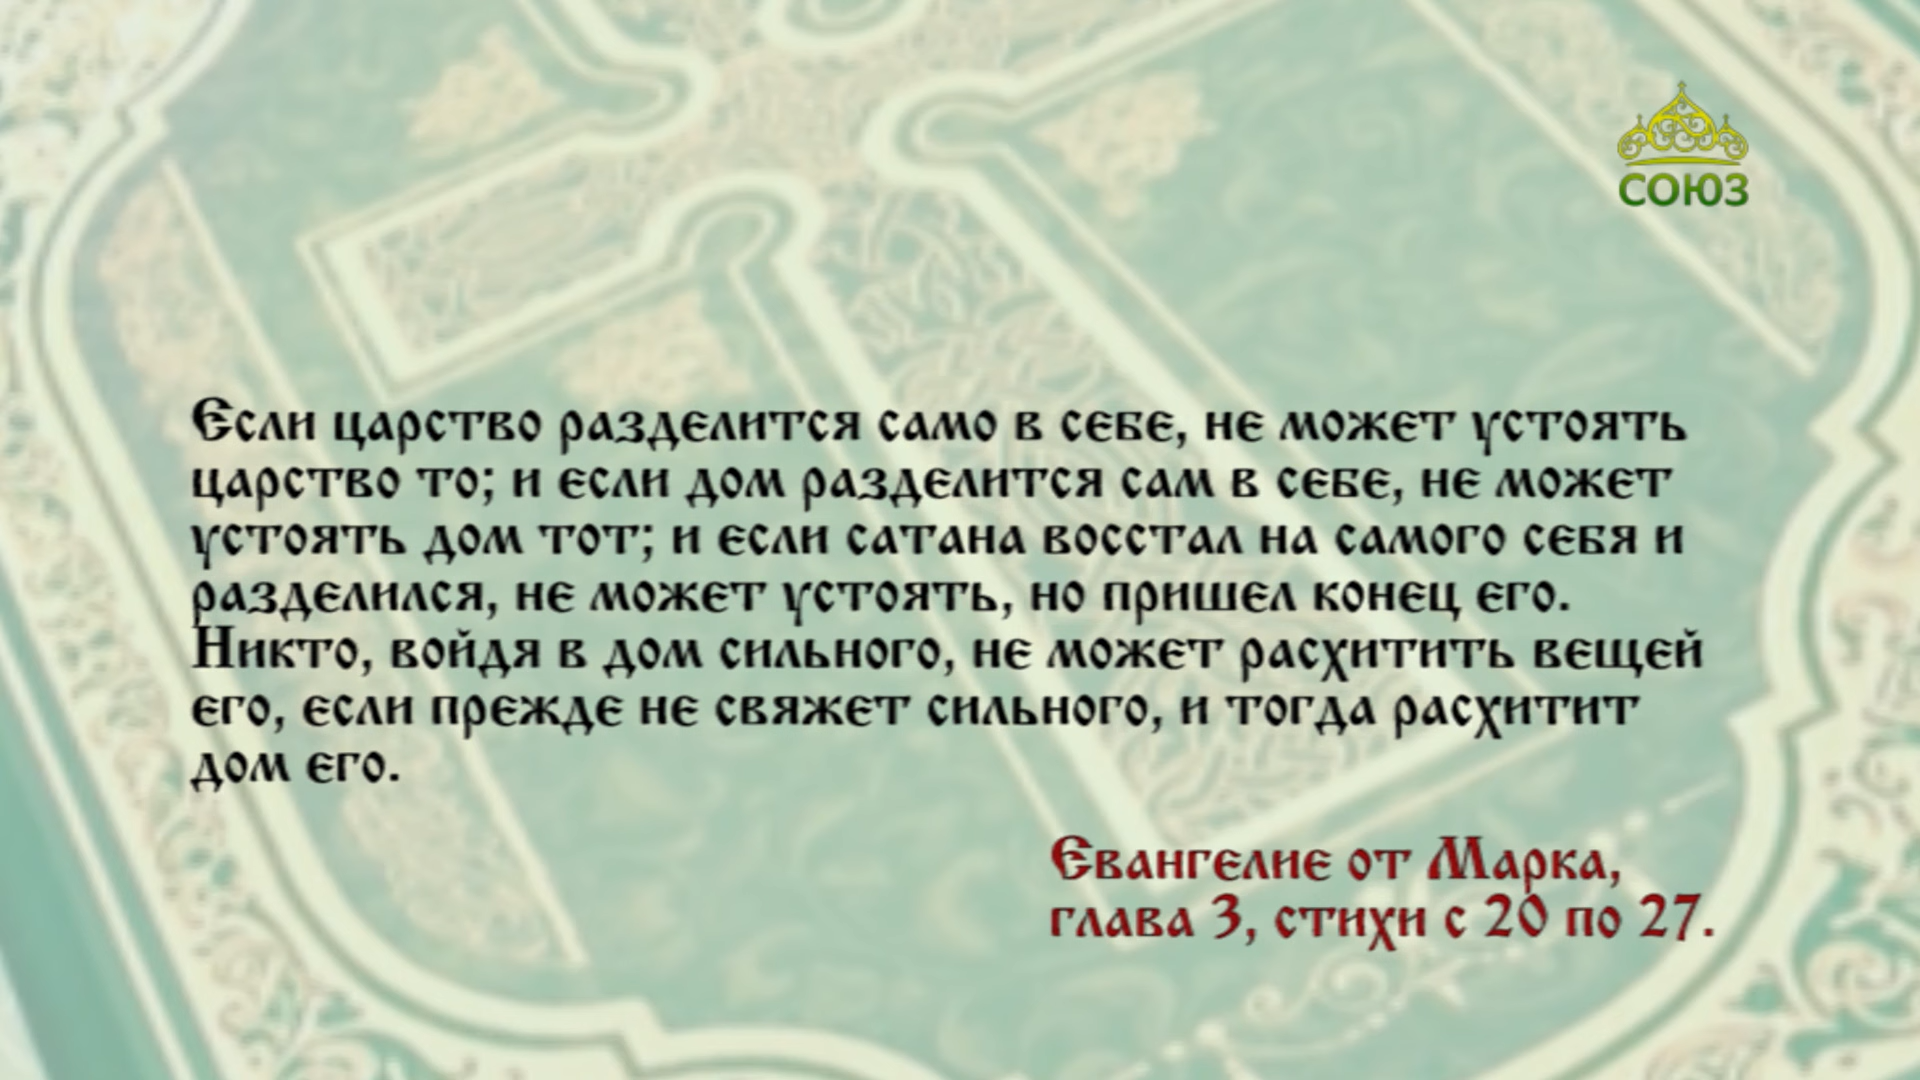 СОЮЗ
Если царство разделится само в себе, не может устоять
царство то; и если дом разделится сам в себе, не может
устоять дом тот; и если сатана восстал на самого себя и
разделился, не может устоять, но пришел конец его.
Никто, войдя в дом сильного, не может расхитить вещей
его, если прежде не свяжет сильного, и тогда расхитит
дом его.
Евангелие от Марка,
глава 3, стихи с 20 по 27.